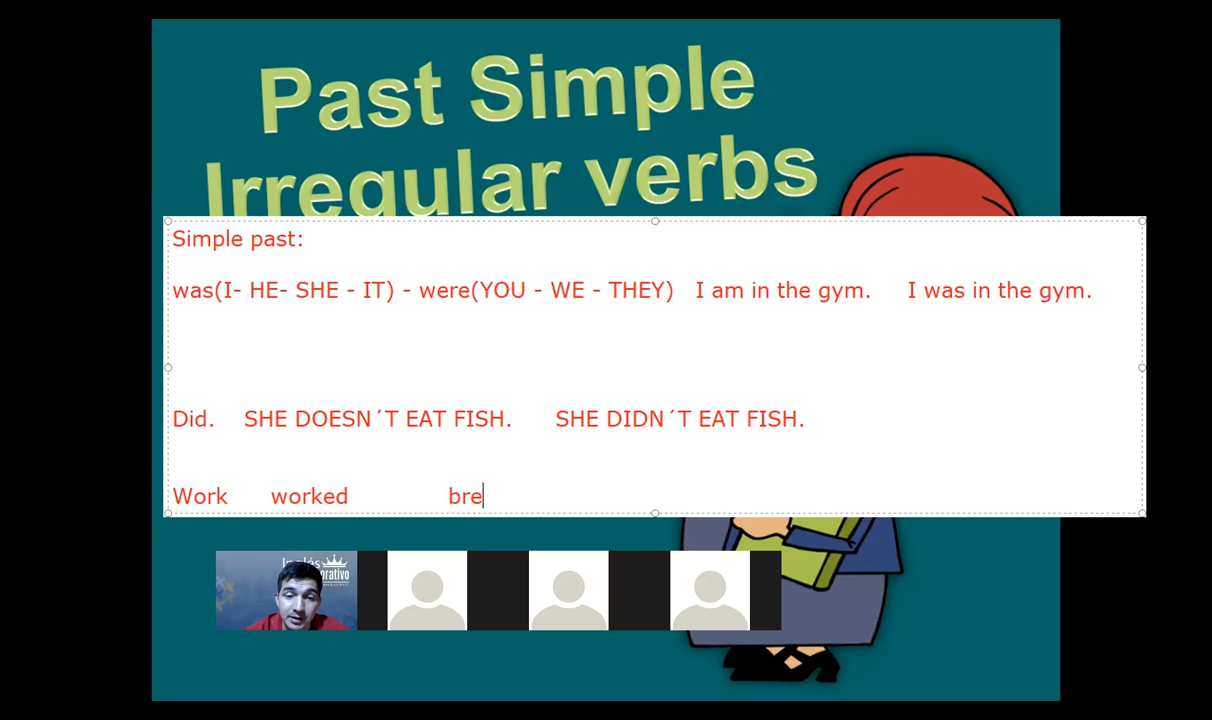 Past Simple
Irregular verbs
Simple past:
was(I- HE- SHE - IT) - were(YOU - WE - THEY) I am in the gym. I was in the gym.
Did. SHE DOESN´T EAT FISH. SHE DIDN´T EAT FISH.
Work worked bre
Inglés